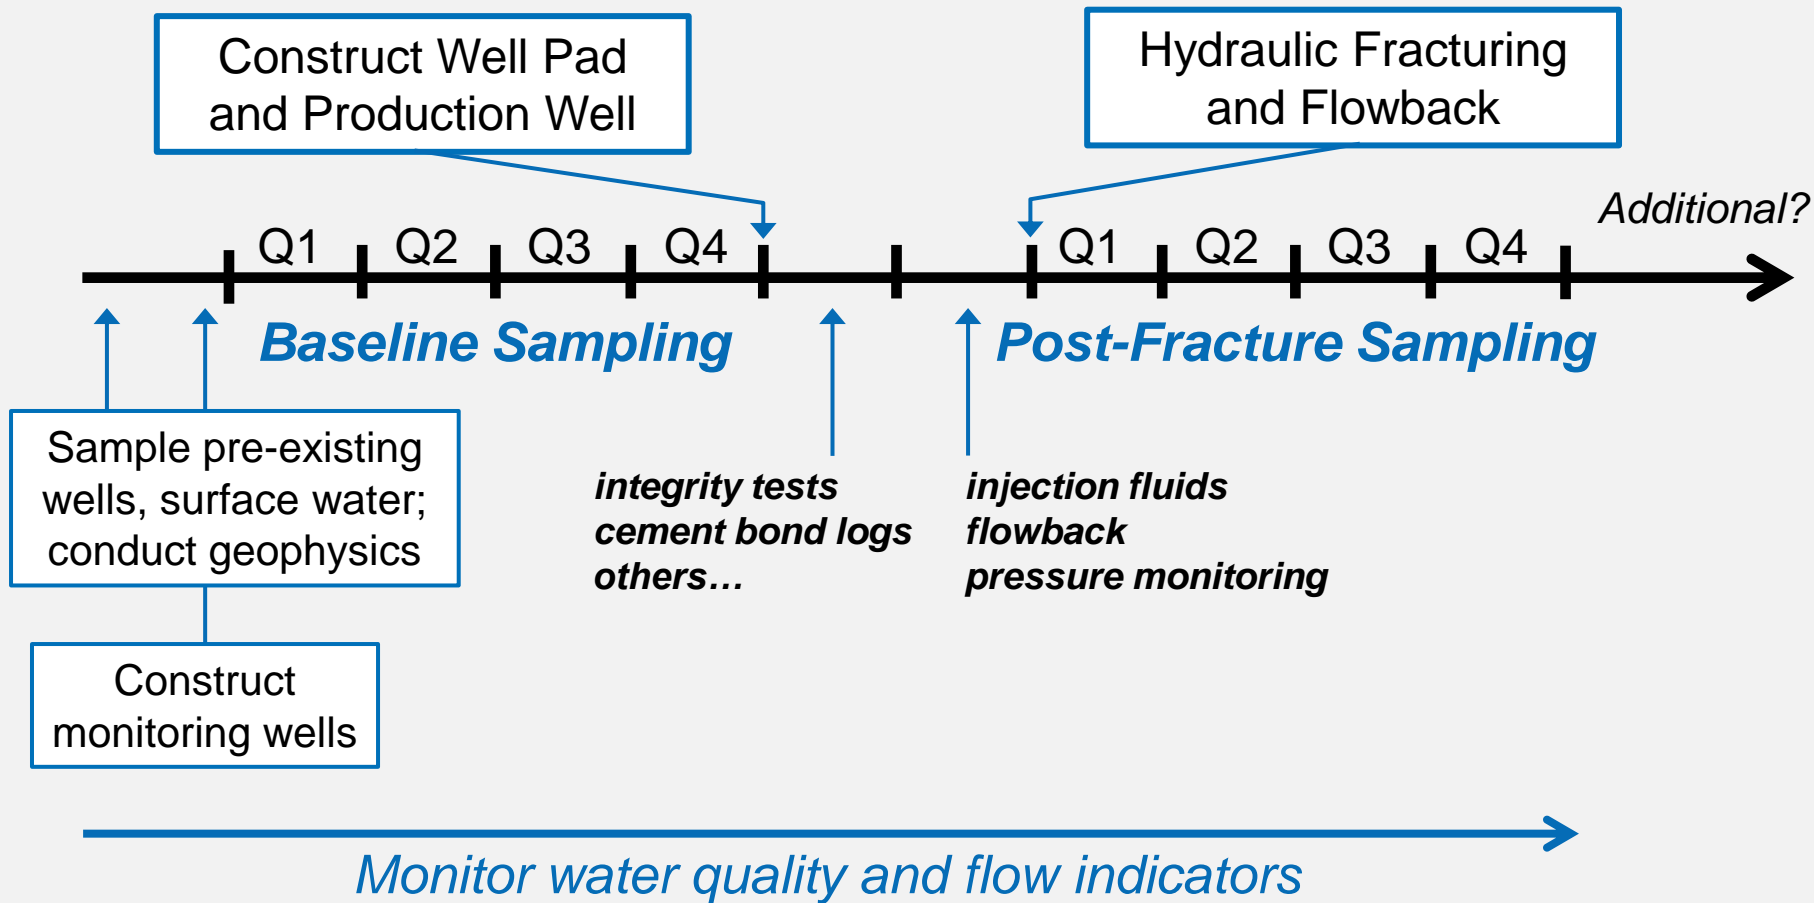 Construct Well Pad
and Production Well
Hydraulic Fracturing
and Flowback
Additional?
Q1 Q2 Q3 Q4 Q1 Q2 Q3 Q4
Baseline Sampling
Post-Fracture Sampling
Sample pre-existing
wells, surface water;
conduct geophysics
integrity tests
cement bond logs
others…
injection fluids
flowback
pressure monitoring
Construct
monitoring wells
Monitor water quality and flow indicators